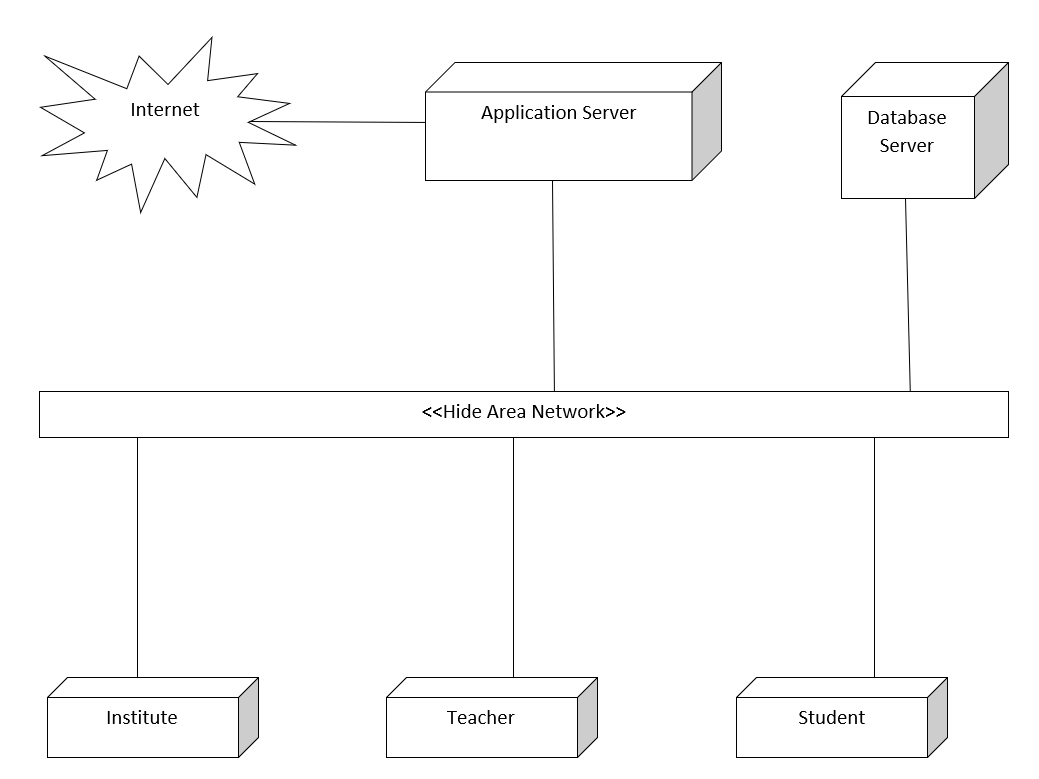 Internet
Application Server
Database
Server
<<Hide Area Network>>
Institute
Teacher
Student